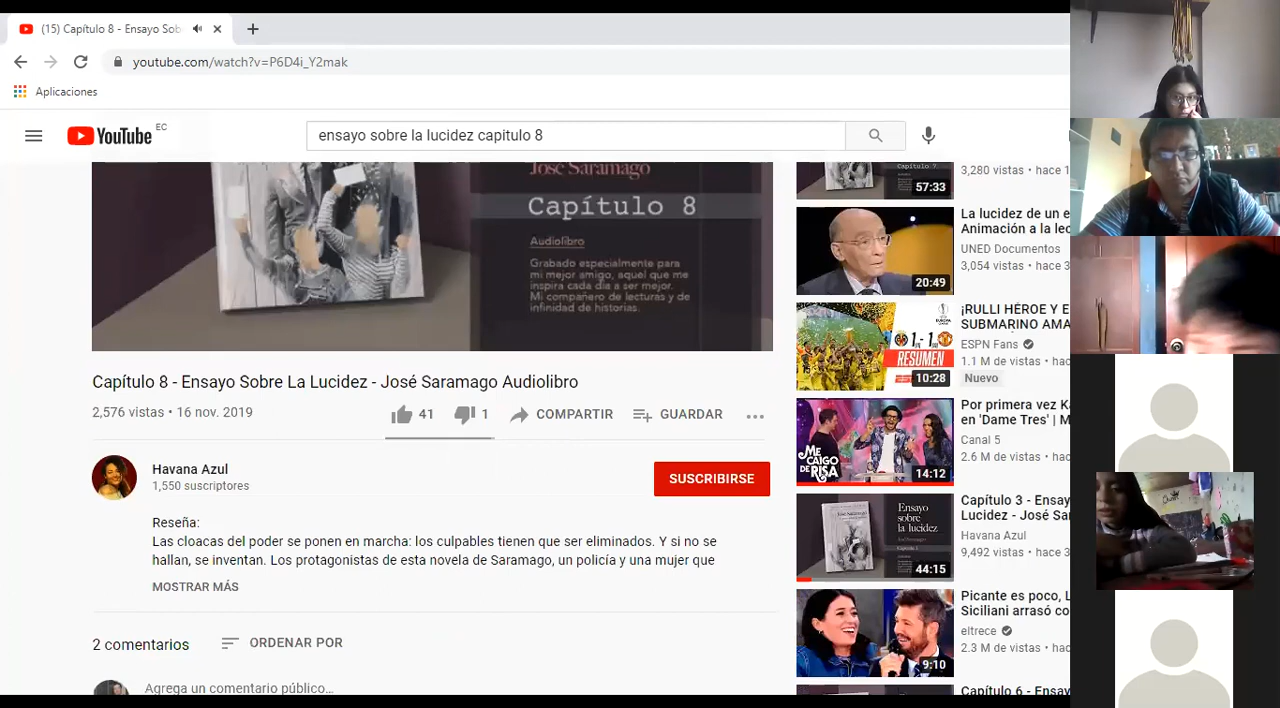 (15) Capítulo 8 - Ensayo Sob
youtube.com/watch?v=P6D4i_Y2mak
Aplicaciones
YouTube EC
ensayo sobre la lucidez capitulo 8
José Saramago
Capítulo 8
Audiolibro
Grabado especialmente para
mi mejor amigo, aquel que me
inspira cada día a ser mejor.
Mi compañero de lecturas y de
infinidad de historias.
Capítulo 8 - Ensayo Sobre La Lucidez - José Saramago Audiolibro
2,576 vistas • 16 nov. 2019
41
1
COMPARTIR
GUARDAR
Havana Azul
1,550 suscriptores
SUSCRIBIRSE
Reseña:
Las cloacas del poder se ponen en marcha: los culpables tienen que ser eliminados. Y si no se
hallan, se inventan. Los protagonistas de esta novela de Saramago, un policía y una mujer que
MOSTRAR MÁS
2 comentarios
ORDENAR POR
Agrega un comentario público...
Capítulo 9
57:33
3,280 vistas • hace 1
20:49
La lucidez de un e
Animación a la lec
UNED Documentos
3,054 vistas • hace 3
1 - 1
RESUMEN
10:28
¡RULLI HÉROE Y E
SUBMARINO AMA
ESPN Fans
1.1 M de vistas • hac
Nuevo
ME
CAIGO
DE RISA
14:12
Por primera vez Ka
en 'Dame Tres' | M
Canal 5
2.6 M de vistas • hac
José Saramago
Ensayo
sobre
la lucidez
44:15
Capítulo 3 - Ensay
Lucidez - José Sar
Havana Azul
9,492 vistas • hace 3
9:10
Picante es poco, L
Siciliani arrasó co
eltrece
2.3 M de vistas • hac
Capítulo 6 - Ensay